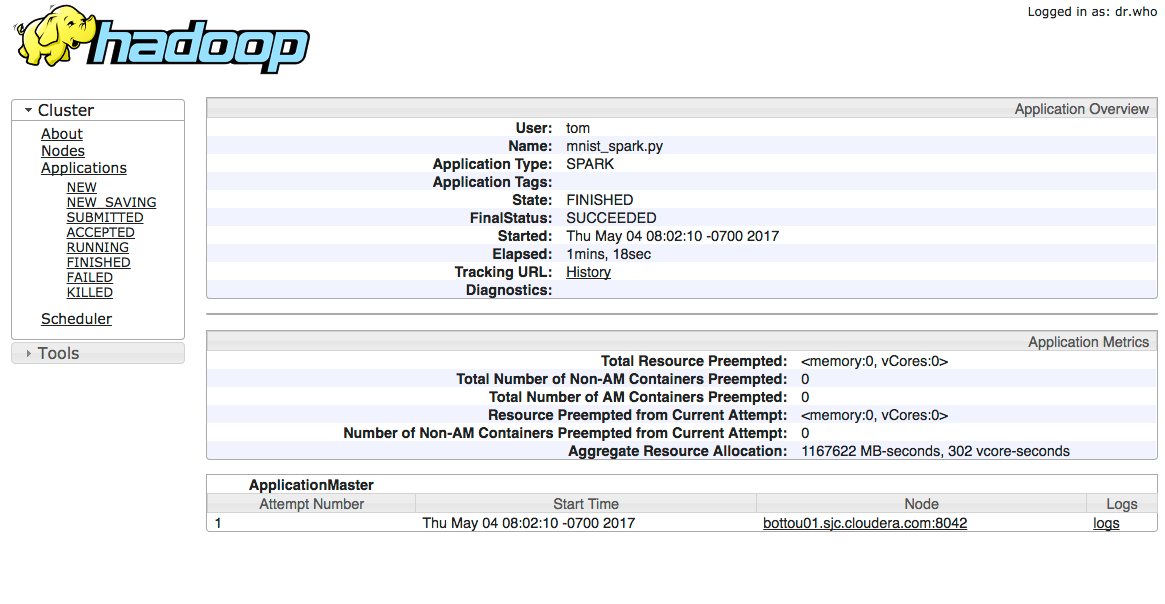 hadoop
Logged in as: dr.who
Cluster
About
Nodes
Applications
NEW
NEW_SAVING
SUBMITTED
ACCEPTED
RUNNING
FINISHED
FAILED
KILLED
Scheduler
Tools
Application Overview
User: tom
Name: mnist_spark.py
Application Type: SPARK
Application Tags:
State: FINISHED
FinalStatus: SUCCEEDED
Started: Thu May 04 08:02:10 -0700 2017
Elapsed: 1mins, 18sec
Tracking URL: History
Diagnostics:
Application Metrics
Total Resource Preempted: <memory:0, vCores:0>
Total Number of Non-AM Containers Preempted: 0
Total Number of AM Containers Preempted: 0
Resource Preempted from Current Attempt: <memory:0, vCores:0>
Number of Non-AM Containers Preempted from Current Attempt: 0
Aggregate Resource Allocation: 1167622 MB-seconds, 302 vcore-seconds
ApplicationMaster
Attempt Number Start Time Node Logs
1 Thu May 04 08:02:10 -0700 2017 bottou01.sjc.cloudera.com:8042 logs